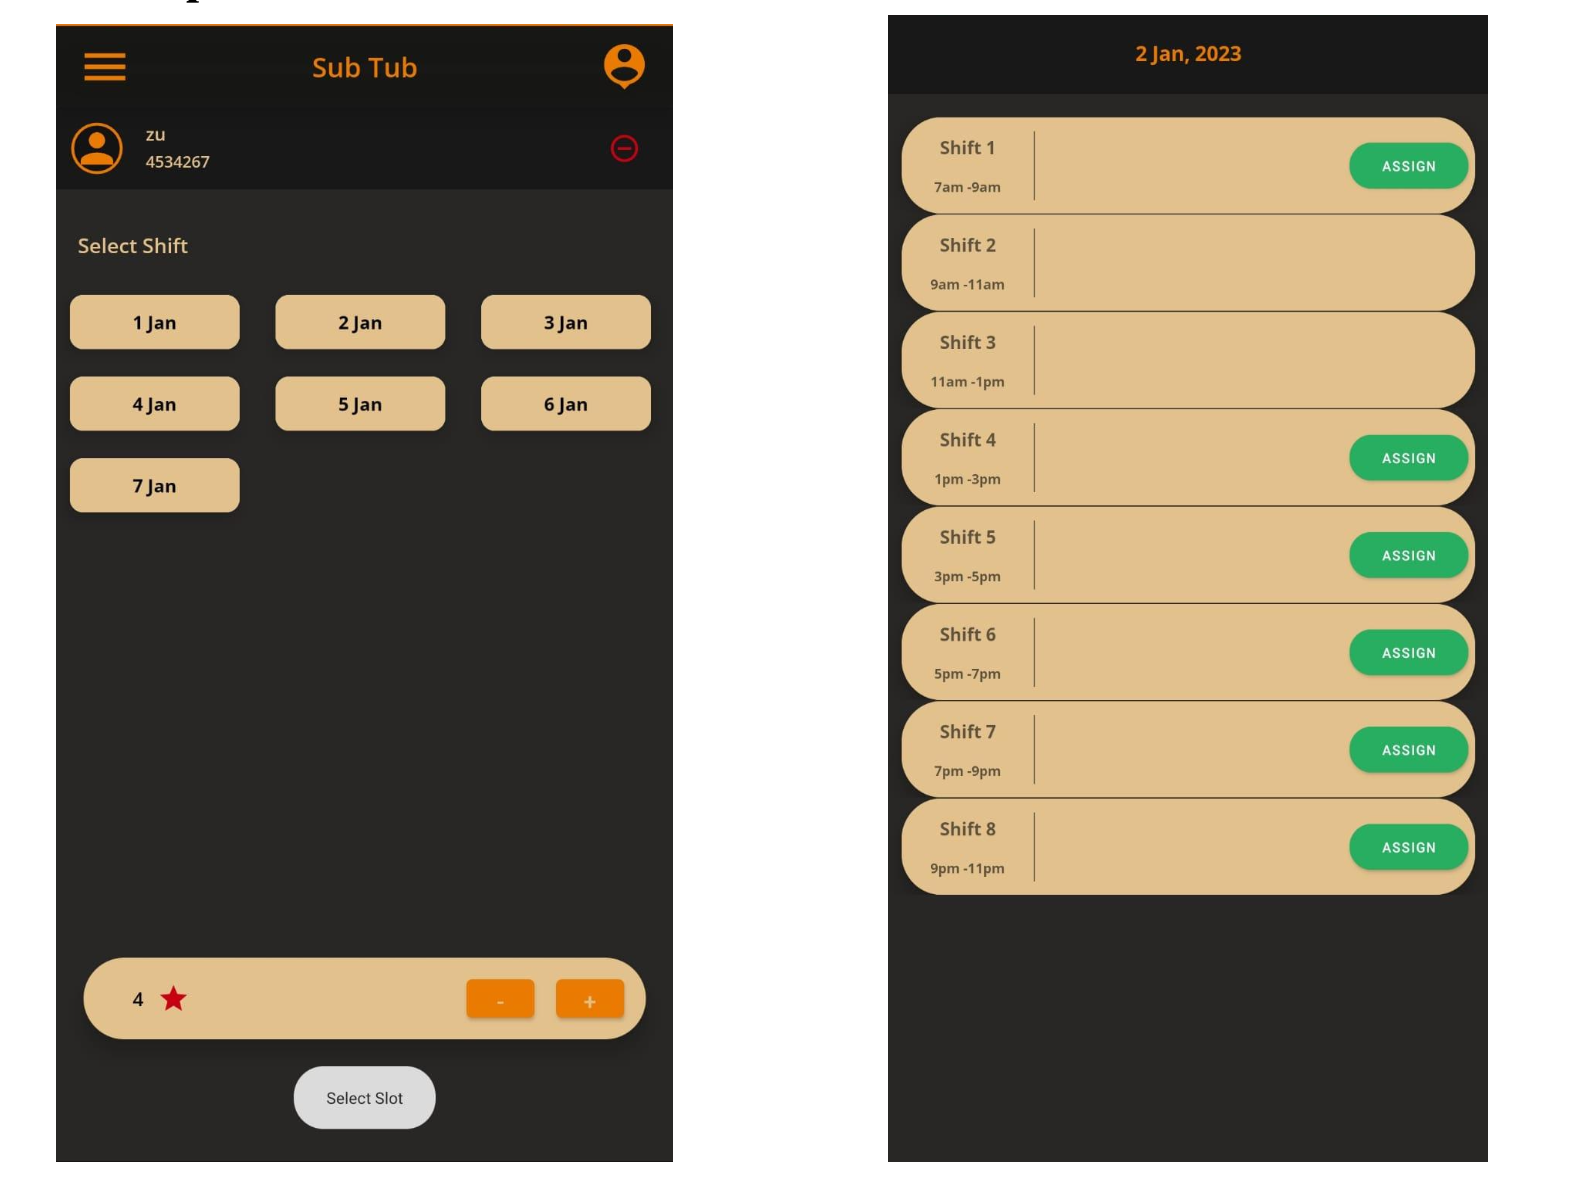 Sub Tub
zu
4534267
Select Shift
1 Jan
2 Jan
3 Jan
4 Jan
5 Jan
6 Jan
7 Jan
4
-
+
Select Slot
2 Jan, 2023
Shift 1
7am -9am
ASSIGN
Shift 2
9am -11am
Shift 3
11am -1pm
Shift 4
1pm -3pm
ASSIGN
Shift 5
3pm -5pm
ASSIGN
Shift 6
5pm -7pm
ASSIGN
Shift 7
7pm -9pm
ASSIGN
Shift 8
9pm -11pm
ASSIGN